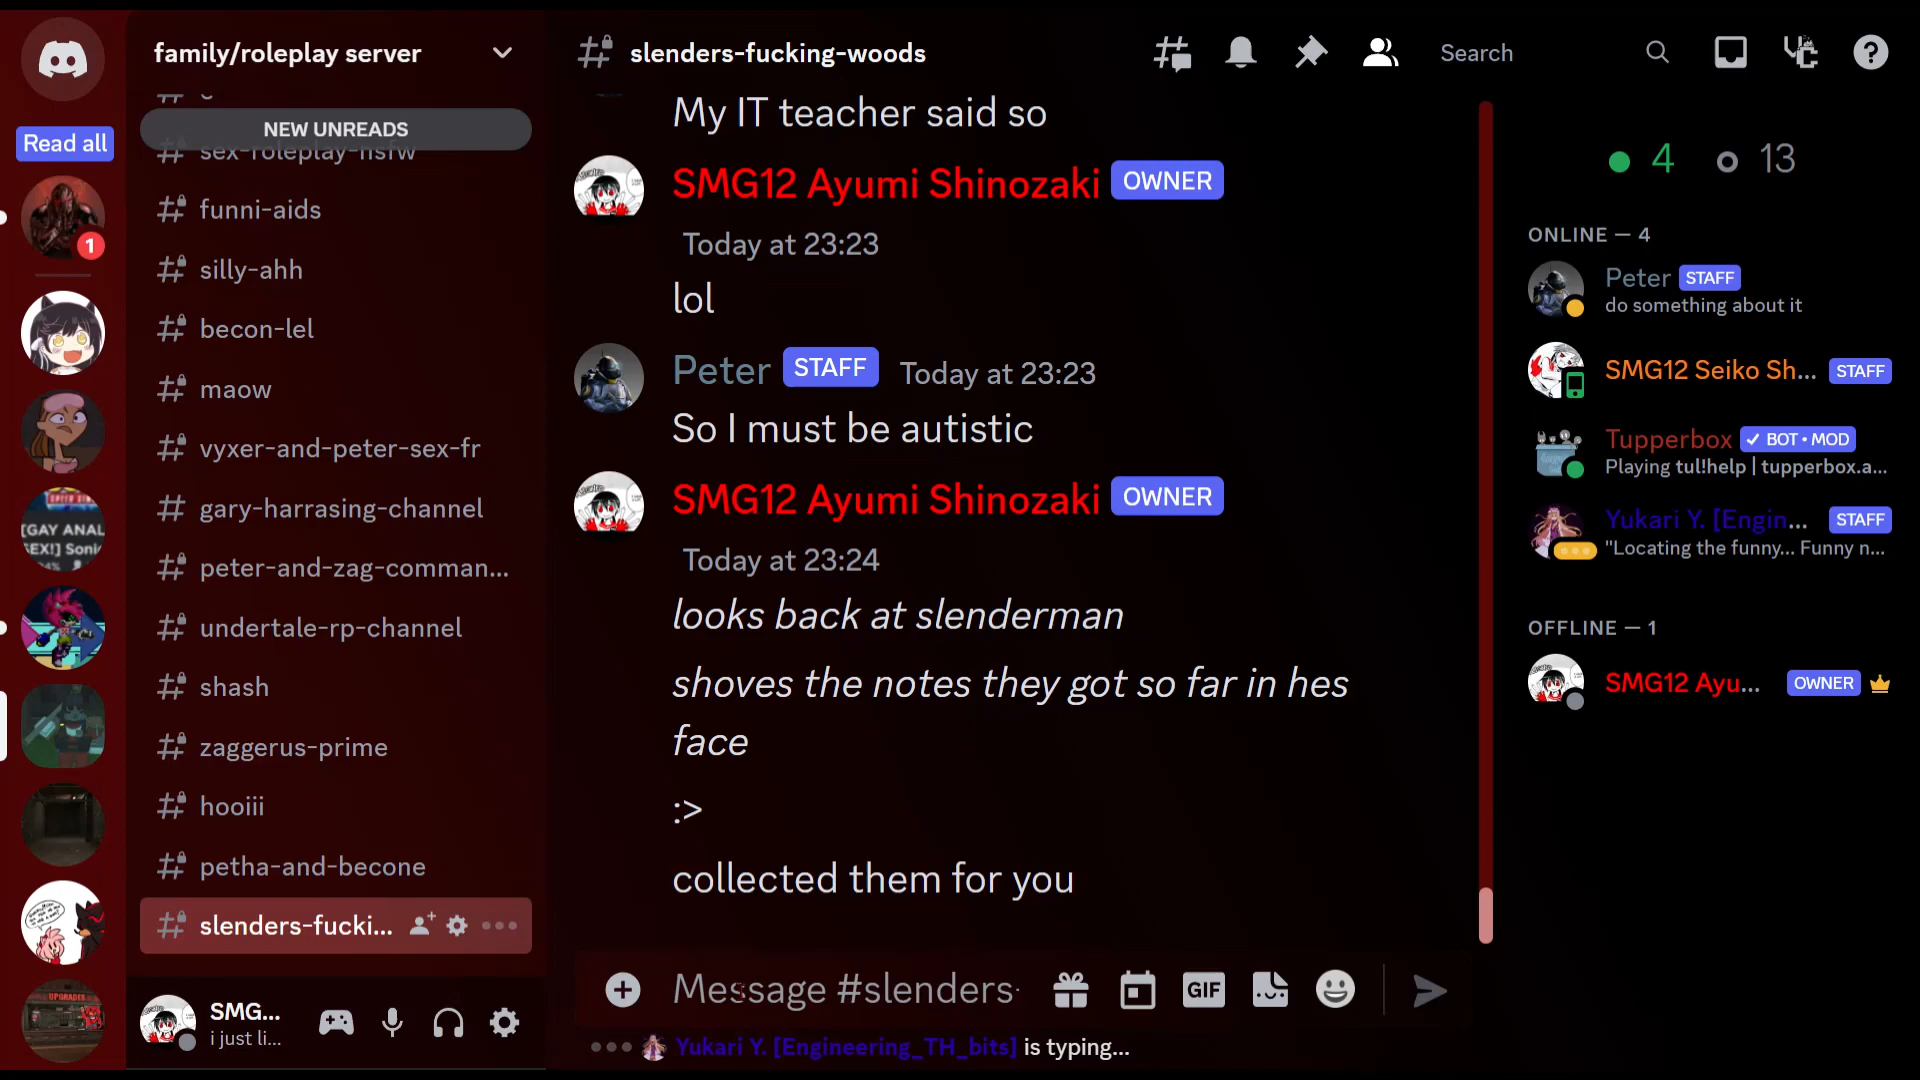 family/roleplay server
NEW UNREADS
Read all
sex-roleplay-nsfw
funni-aids
silly-ahh
becon-lel
maow
vyxer-and-peter-sex-fr
gary-harrasing-channel
peter-and-zag-comman...
undertale-rp-channel
shash
zaggerus-prime
hooiii
petha-and-becone
slenders-fucki...
1
[GAY ANAL
SEX!] Soni
UPGRADES
SMG...
i just li...
slenders-fucking-woods
Search
My IT teacher said so
SMG12 Ayumi Shinozaki OWNER
Today at 23:23
lol
Peter STAFF Today at 23:23
So I must be autistic
SMG12 Ayumi Shinozaki OWNER
Today at 23:24
looks back at slenderman
shoves the notes they got so far in hes
face
:>
collected them for you
Message #slenders
GIF
Yukari Y. [Engineering_TH_bits] is typing...
4 13
ONLINE — 4
Peter STAFF
do something about it
SMG12 Seiko Sh... STAFF
Tupperbox BOT • MOD
Playing tul!help | tupperbox.a...
Yukari Y. [Engin... STAFF
"Locating the funny... Funny n...
OFFLINE — 1
SMG12 Ayu... OWNER